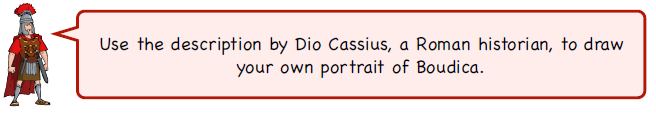 Use the description by Dio Cassius, a Roman historian, to draw
your own portrait of Boudica.